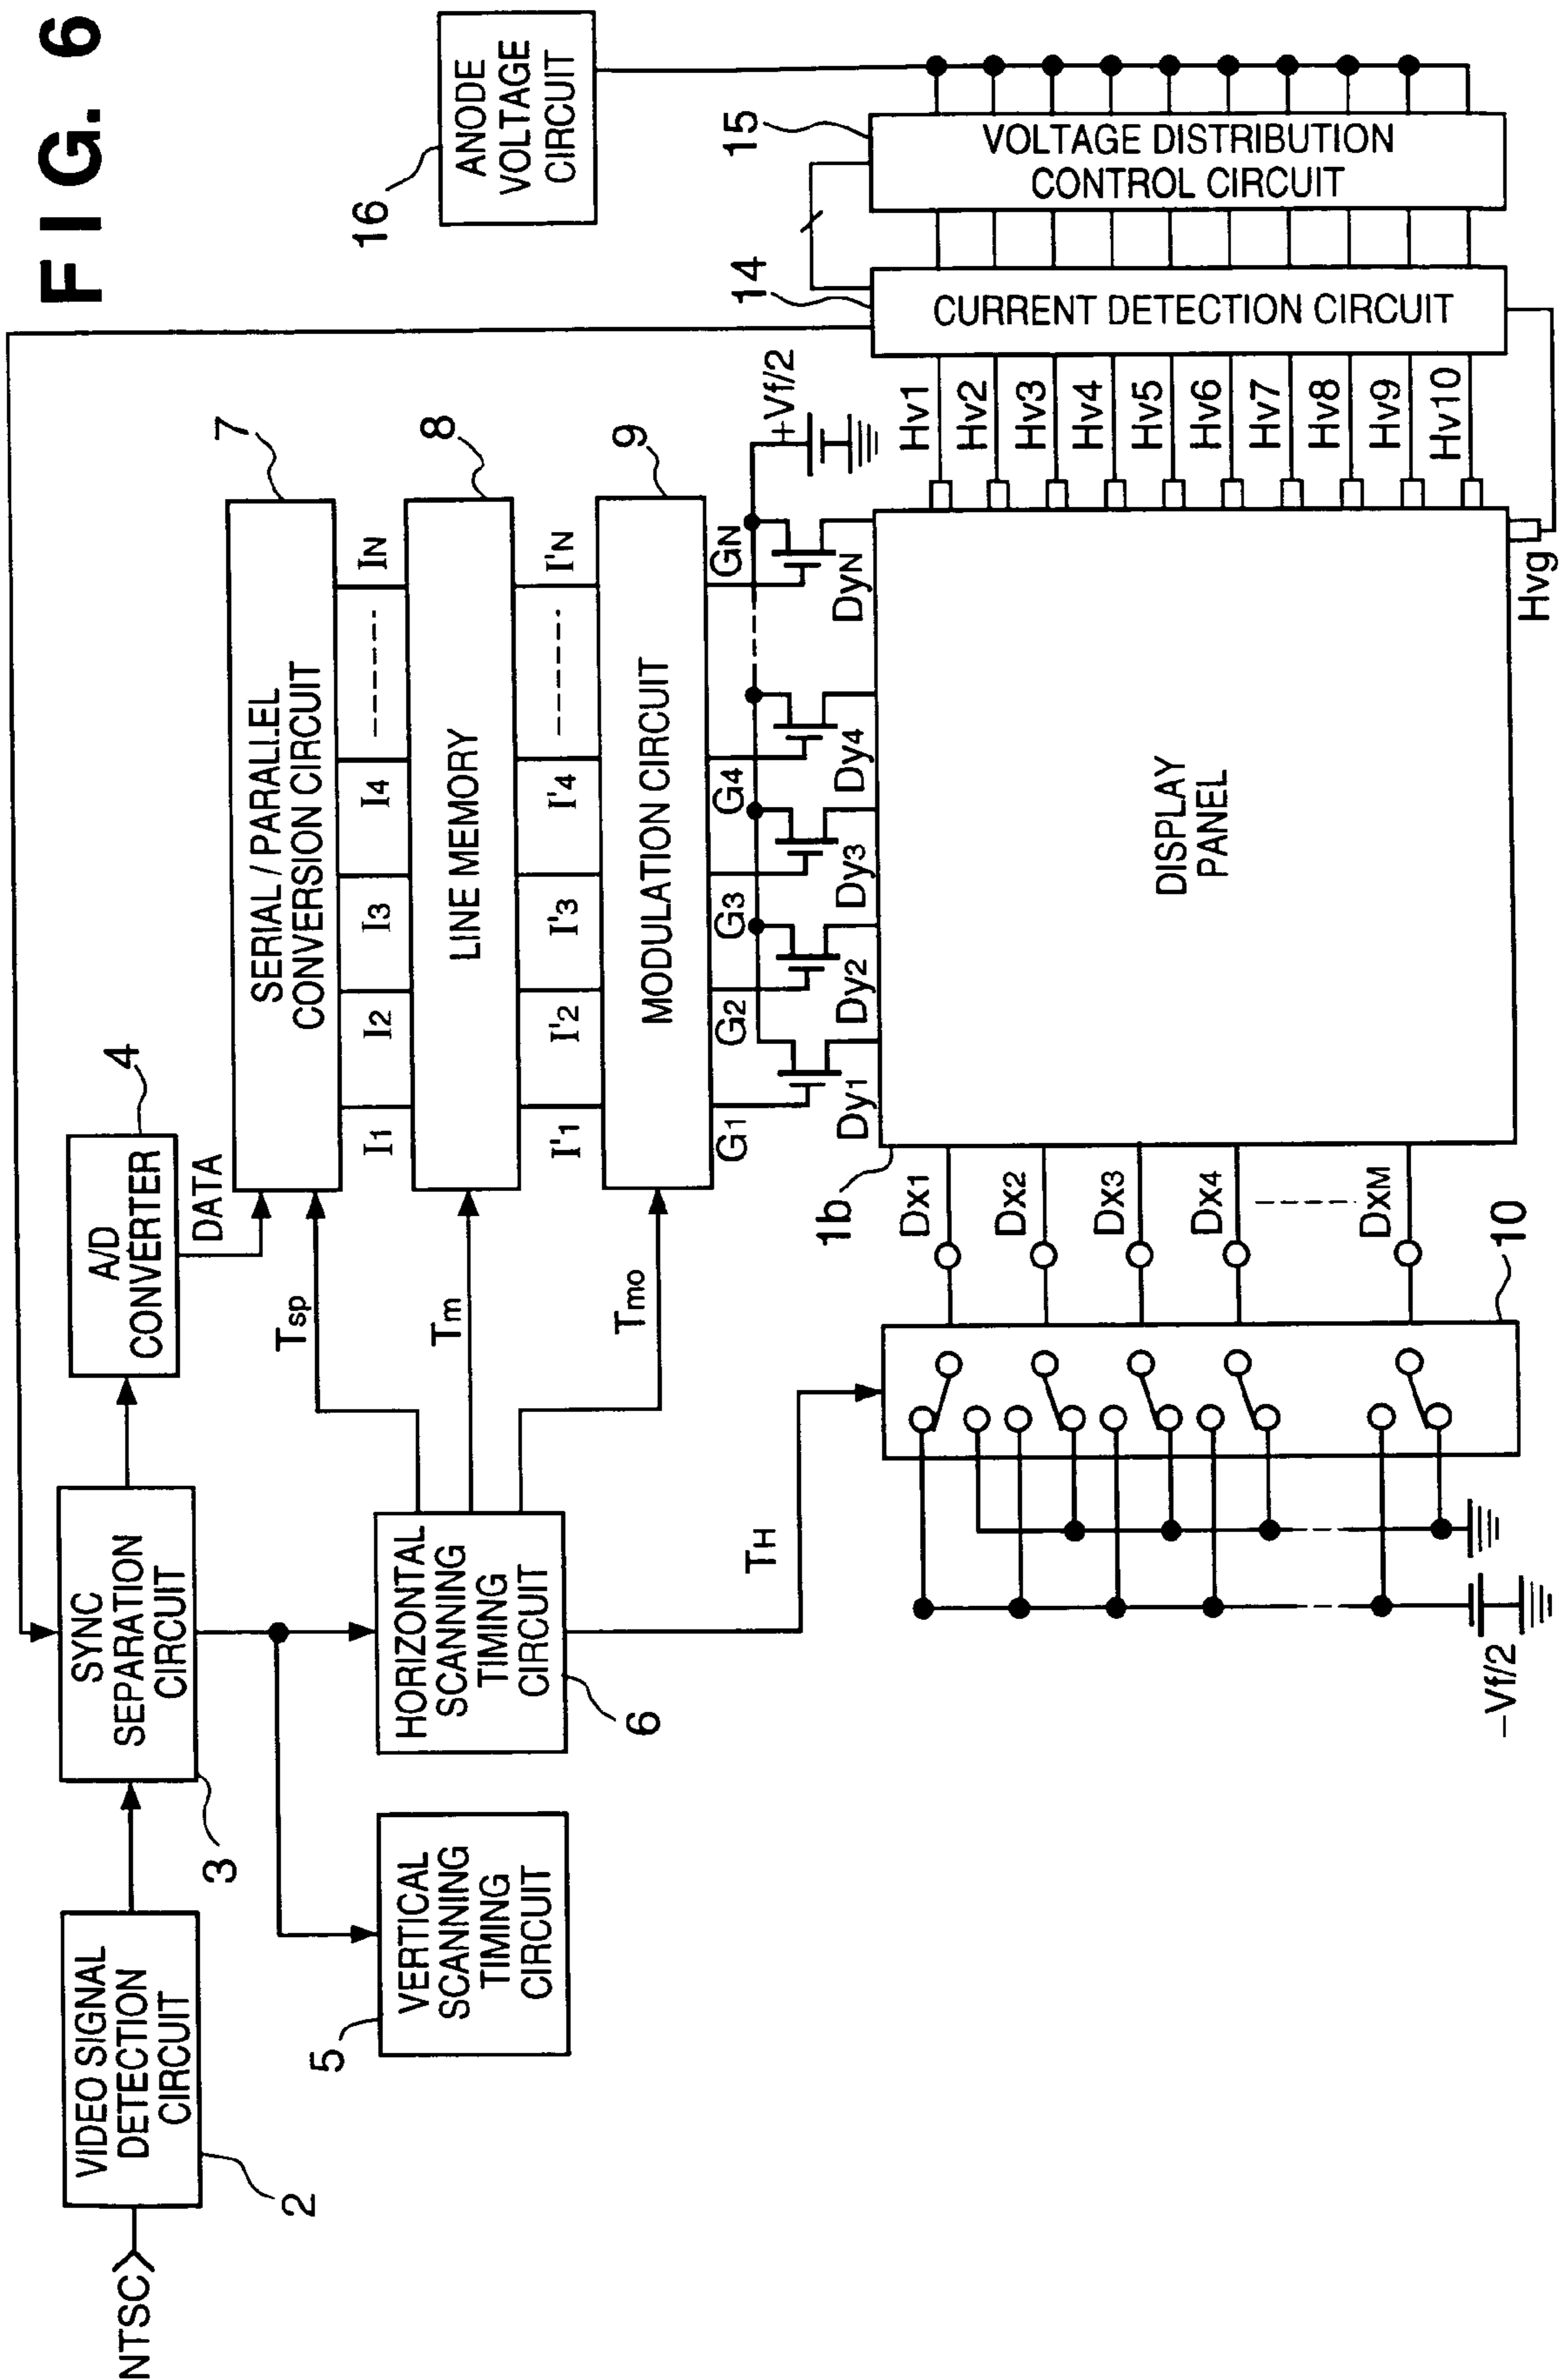 FIG. 6
NTSC
VIDEO SIGNAL
DETECTION
CIRCUIT
2
SYNC
SEPARATION
CIRCUIT
3
A/D
CONVERTER
4
DATA
VERTICAL
SCANNING
TIMING
CIRCUIT
5
HORIZONTAL
SCANNING
TIMING
CIRCUIT
6
Tsp
Tm
Tmo
TH
SERIAL / PARALLEL
CONVERSION CIRCUIT
7
I1 I2 I3 I4 IN
LINE MEMORY
8
I'1 I'2 I'3 I'4 I'N
MODULATION CIRCUIT
9
G1 G2 G3 G4 GN
+Vf/2
Dy1 Dy2 Dy3 Dy4 DyN
ANODE
VOLTAGE
CIRCUIT
16
VOLTAGE DISTRIBUTION
CONTROL CIRCUIT
15
CURRENT DETECTION CIRCUIT
14
Hv1
Hv2
Hv3
Hv4
Hv5
Hv6
Hv7
Hv8
Hv9
Hv10
Hvg
DISPLAY
PANEL
1b
Dx1
Dx2
Dx3
Dx4
DxM
10
-Vf/2